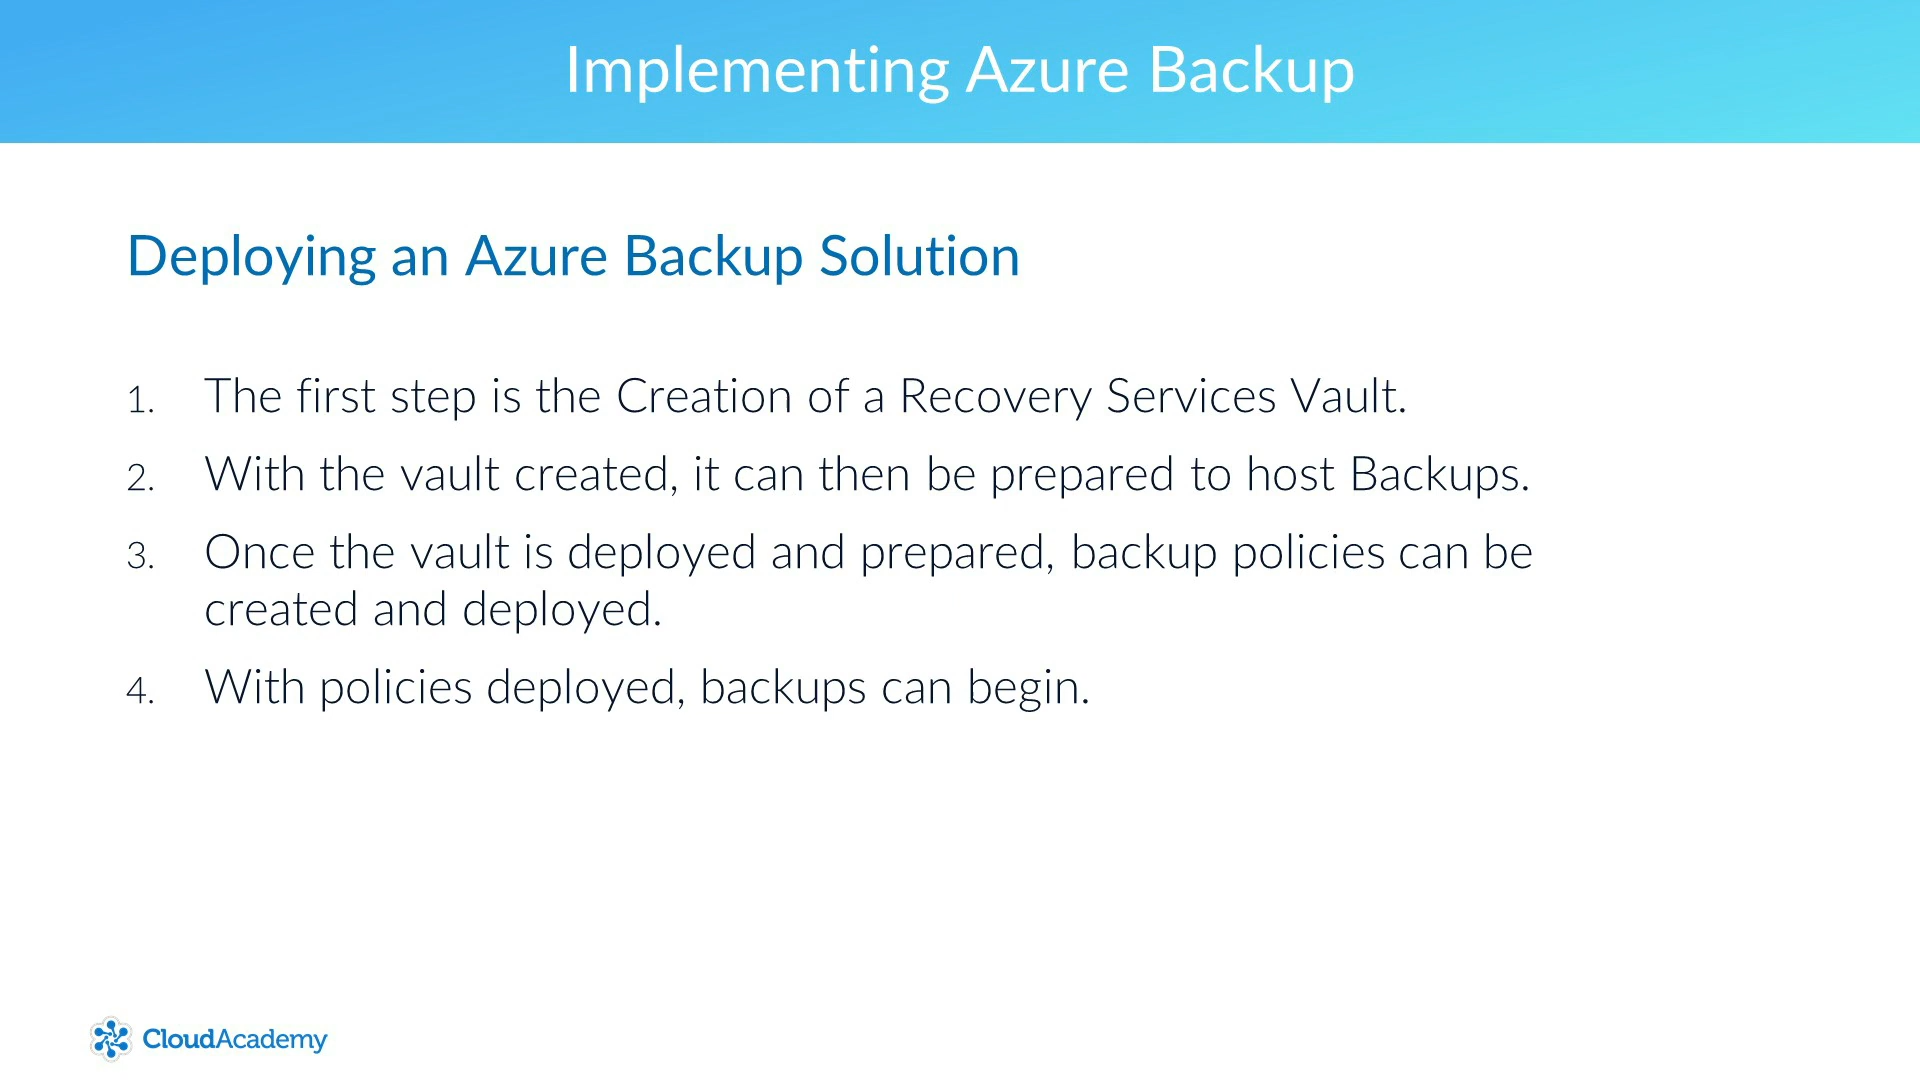 Implementing Azure Backup
Deploying an Azure Backup Solution
1. The first step is the Creation of a Recovery Services Vault.
2. With the vault created, it can then be prepared to host Backups.
3. Once the vault is deployed and prepared, backup policies can be
created and deployed.
4. With policies deployed, backups can begin.
CloudAcademy